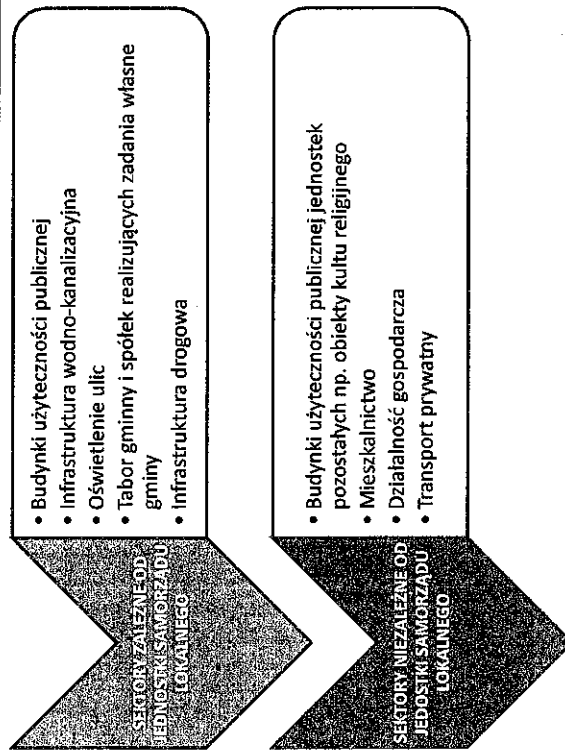 SEKTORY ZALEŻNE OD
JEDNOSTKI SAMORZĄDU
LOKALNEGO
• Budynki użyteczności publicznej
• Infrastruktura wodno-kanalizacyjna
• Oświetlenie ulic
• Tabor gminny i spółek realizujących zadania własne
gminy
• Infrastruktura drogowa
SEKTORY NIEZALEŻNE OD
JEDOSTKI SAMORZĄDU
LOKALNEGO
• Budynki użyteczności publicznej jednostek
pozostałych np. obiekty kultu religijnego
• Mieszkalnictwo
• Działalność gospodarcza
• Transport prywatny